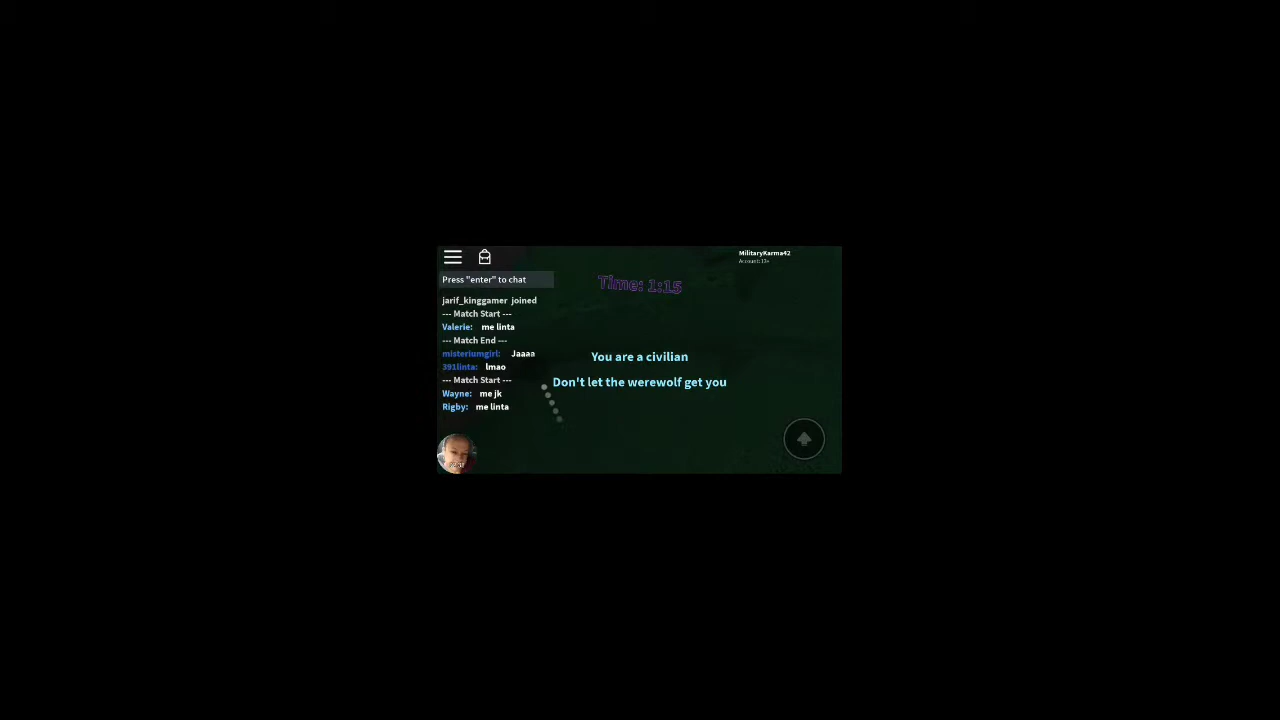 MilitaryKarma42
Account: 13+
Press "enter" to chat
Time: 1:15
jarif_kinggamer joined
--- Match Start ---
Valerie: me linta
--- Match End ---
misteriumgirl: Jaaaa
391linta: lmao
--- Match Start ---
Wayne: me jk
Rigby: me linta
You are a civilian
Don't let the werewolf get you